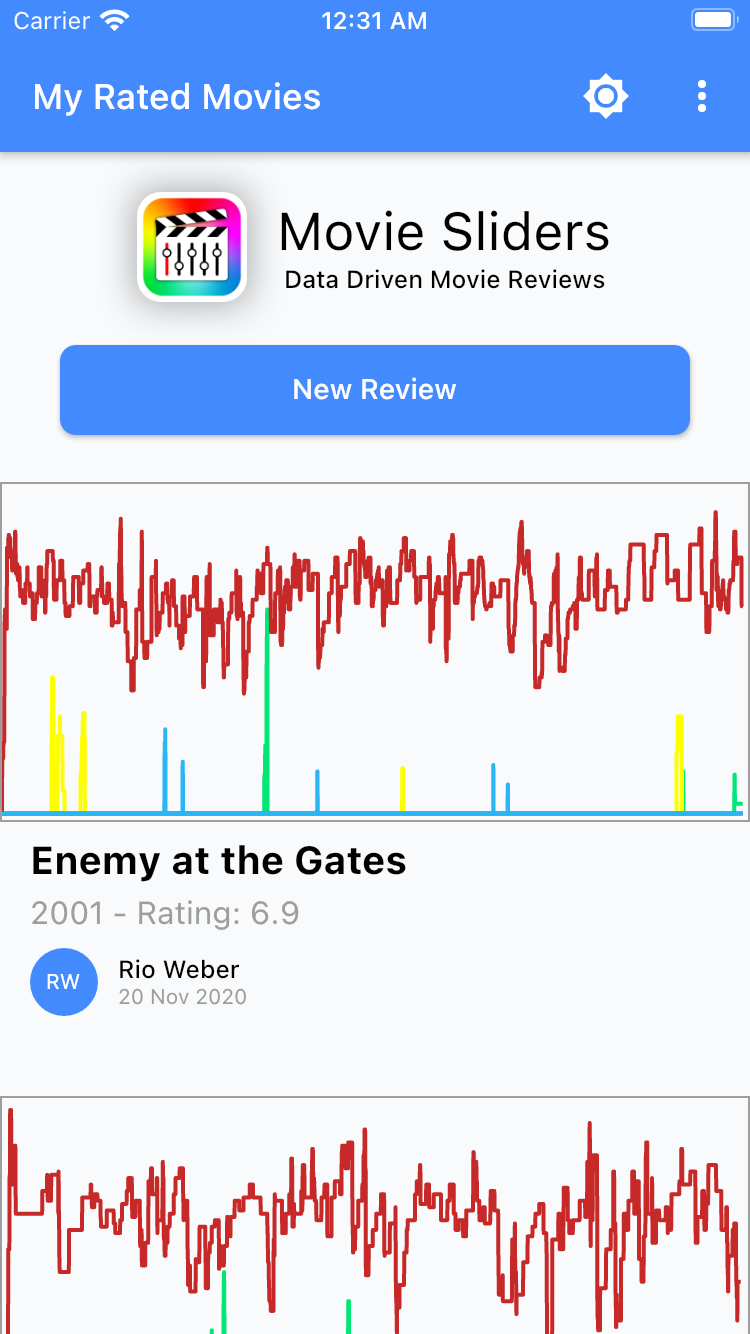 Carrier 12:31 AM
My Rated Movies
Movie Sliders
Data Driven Movie Reviews
New Review
Enemy at the Gates
2001 - Rating: 6.9
RW Rio Weber
20 Nov 2020